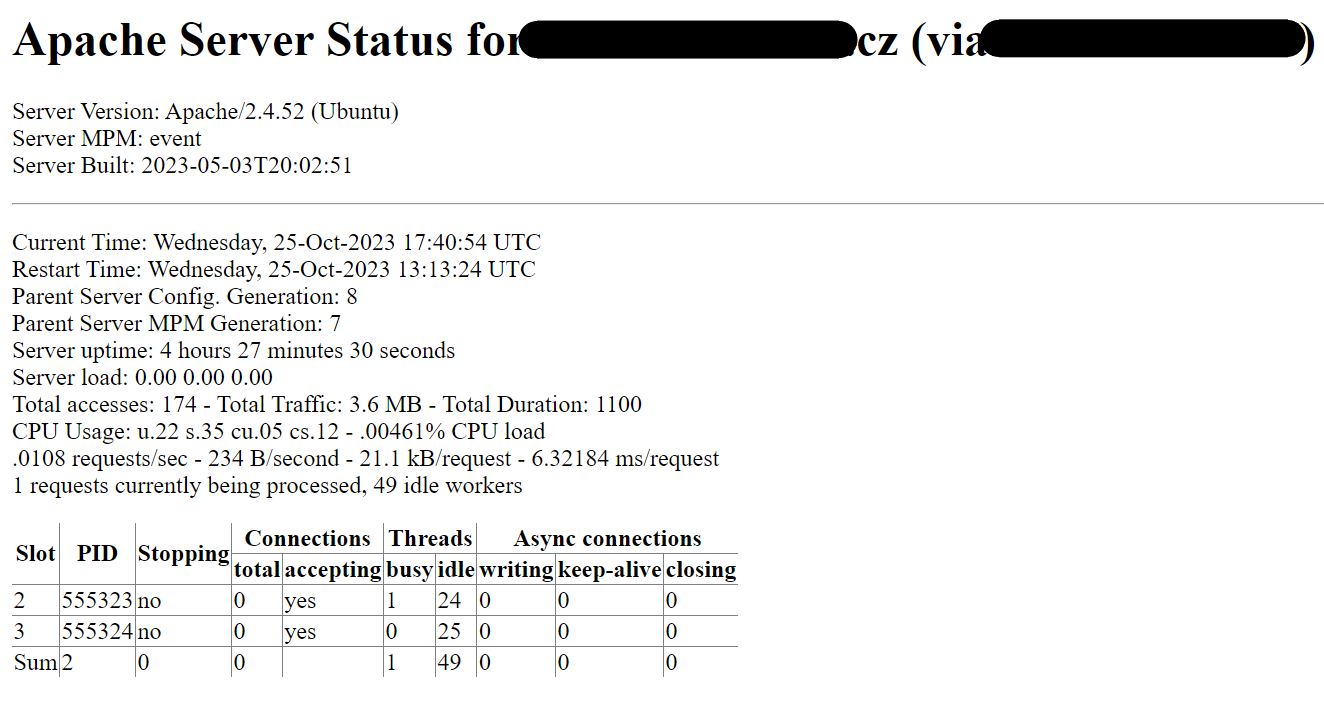 Apache Server Status for .cz (via )
Server Version: Apache/2.4.52 (Ubuntu)
Server MPM: event
Server Built: 2023-05-03T20:02:51
Current Time: Wednesday, 25-Oct-2023 17:40:54 UTC
Restart Time: Wednesday, 25-Oct-2023 13:13:24 UTC
Parent Server Config. Generation: 8
Parent Server MPM Generation: 7
Server uptime: 4 hours 27 minutes 30 seconds
Server load: 0.00 0.00 0.00
Total accesses: 174 - Total Traffic: 3.6 MB - Total Duration: 1100
CPU Usage: u.22 s.35 cu.05 cs.12 - .00461% CPU load
.0108 requests/sec - 234 B/second - 21.1 kB/request - 6.32184 ms/request
1 requests currently being processed, 49 idle workers
Slot PID Stopping Connections Threads Async connections
total accepting busy idle writing keep-alive closing
2 555323 no 0 yes 1 24 0 0 0
3 555324 no 0 yes 0 25 0 0 0
Sum 2 0 0 1 49 0 0 0